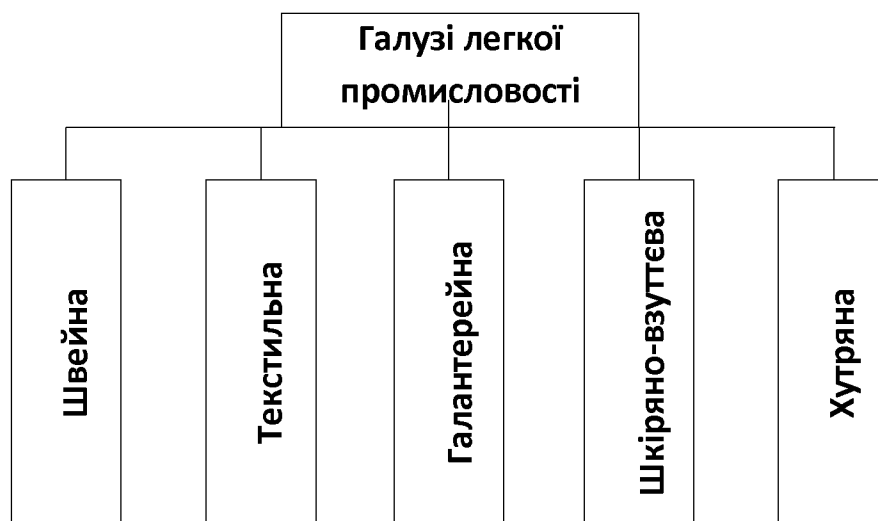 Галузі легкої
промисловості
Швейна
Текстильна
Галантерейна
Шкіряно-взуттєва
Хутряна